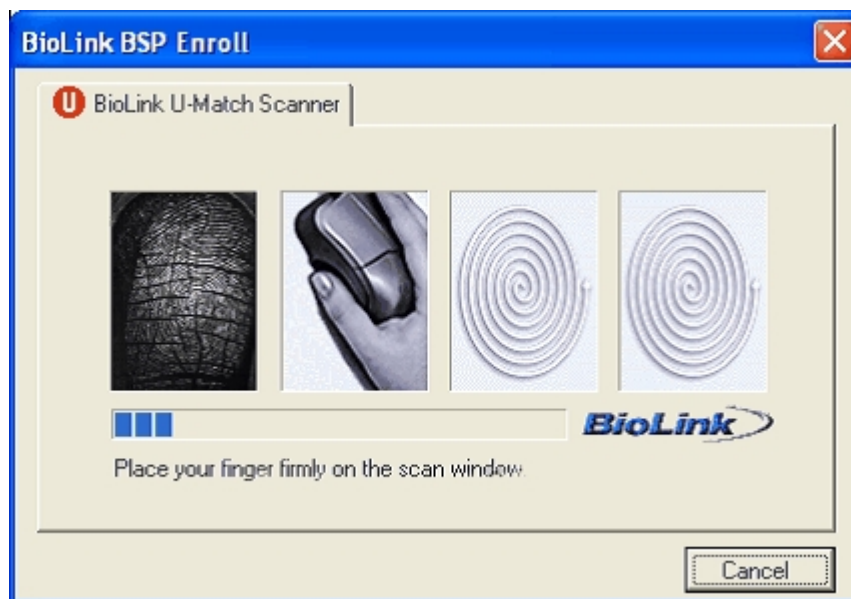 BioLink BSP Enroll
U BioLink U-Match Scanner
BioLink
Place your finger firmly on the scan window.
Cancel